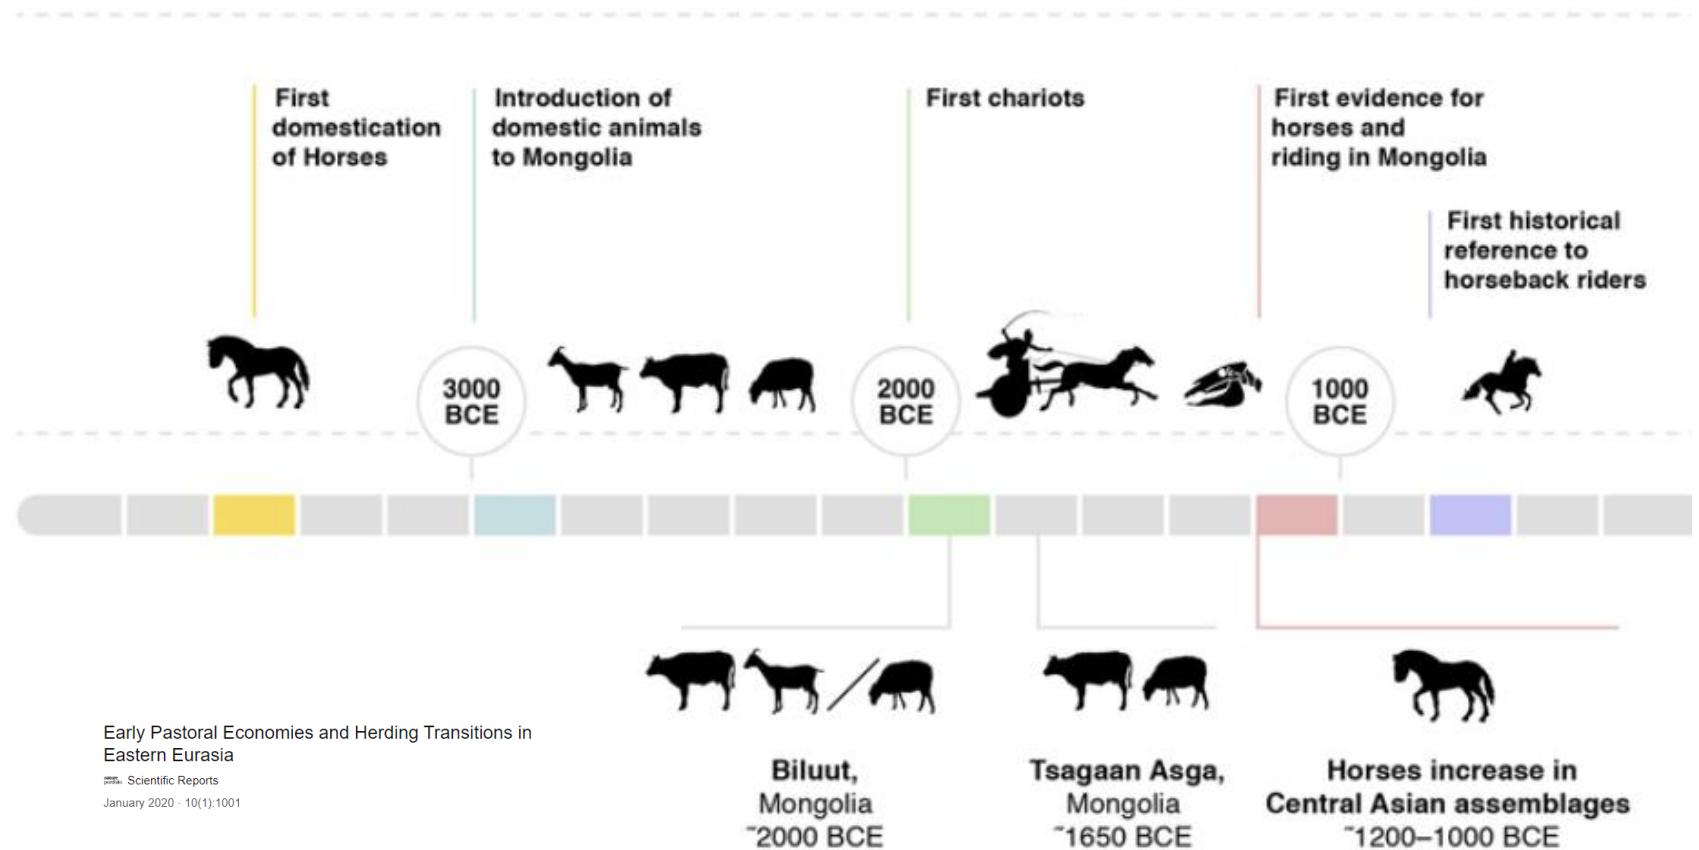 First
domestication
of Horses
Introduction of
domestic animals
to Mongolia
First chariots
First evidence for
horses and
riding in Mongolia
First historical
reference to
horseback riders
3000
BCE
2000
BCE
1000
BCE
Biluut,
Mongolia
~2000 BCE
Tsagaan Asga,
Mongolia
~1650 BCE
Horses increase in
Central Asian assemblages
~1200–1000 BCE
Early Pastoral Economies and Herding Transitions in
Eastern Eurasia
Scientific Reports
January 2020 · 10(1):1001